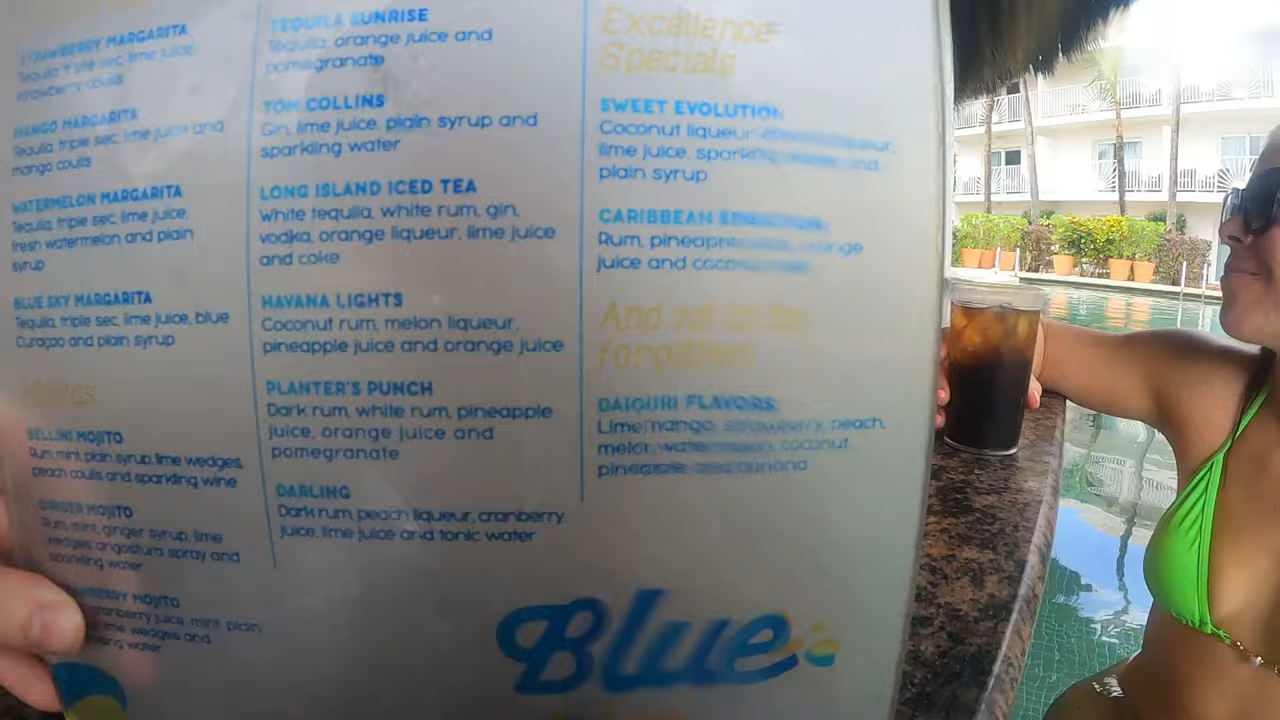 STRAWBERRY MARGARITA
Tequila, triple sec, lime juice,
strawberry coulis
MANGO MARGARITA
Tequila, triple sec, lime juice and
mango coulis
WATERMELON MARGARITA
Tequila, triple sec, lime juice,
fresh watermelon and plain
syrup
BLUE SKY MARGARITA
Tequila, triple sec, lime juice, blue
Curaçao and plain syrup
BELLINI MOJITO
Rum, mint, plain syrup, lime wedges,
peach coulis and sparkling wine
GINGER MOJITO
Rum, mint, ginger syrup, lime
wedges, angostura spray and
sparkling water
MOJITO
cranberry juice, mint, plain
lime wedges and
water
TEQUILA SUNRISE
Tequila, orange juice and
pomegranate
TOM COLLINS
Gin, lime juice, plain syrup and
sparkling water
LONG ISLAND ICED TEA
White tequila, white rum, gin,
vodka, orange liqueur, lime juice
and coke
HAVANA LIGHTS
Coconut rum, melon liqueur,
pineapple juice and orange juice
PLANTER'S PUNCH
Dark rum, white rum, pineapple
juice, orange juice and
pomegranate
DARLING
Dark rum, peach liqueur, cranberry
juice, lime juice and tonic water
Excellence
Specials
SWEET EVOLUTION
Coconut liqueur,
lime juice, sparkling water and
plain syrup
CARIBBEAN
Rum, pineapple orange
juice and
And not to be
forgotten
DAIQUIRI FLAVORS:
Lime, mango, strawberry, peach,
melon, watermelon, coconut
pineapple and banana
Blue